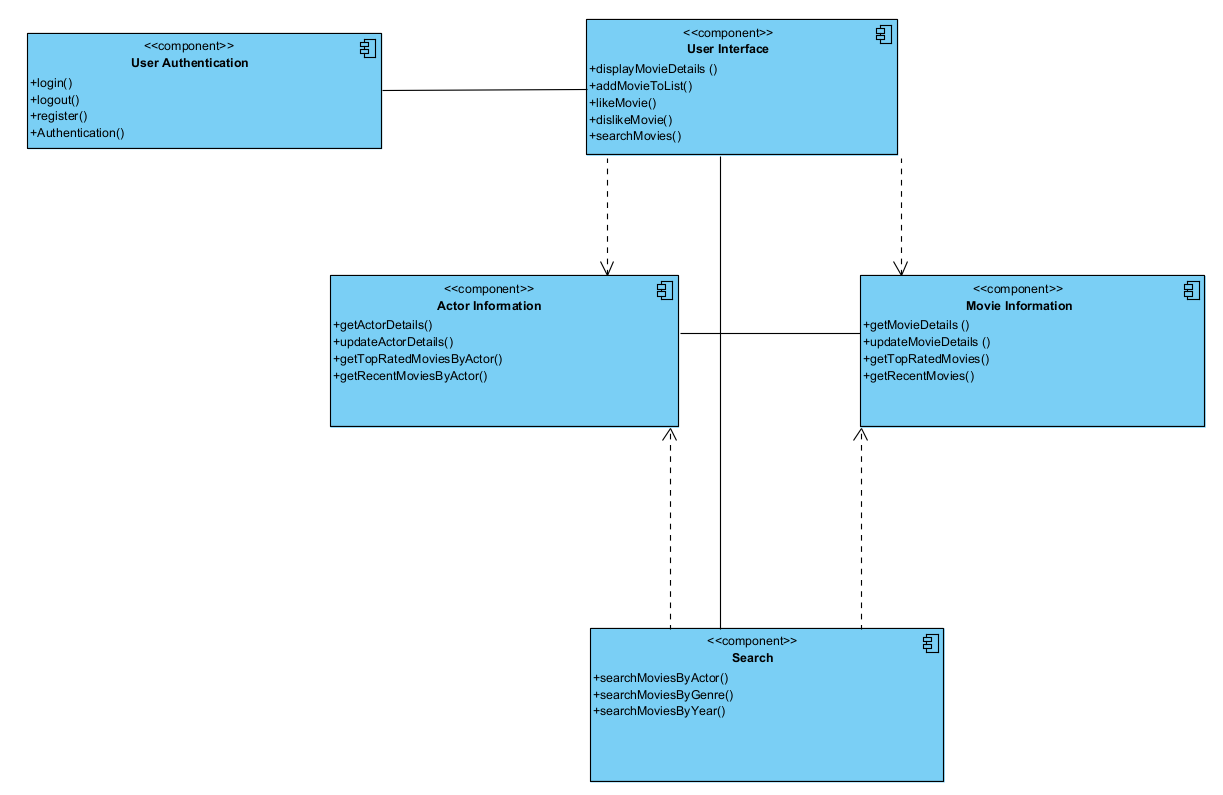 <<component>>
User Authentication
+login()
+logout()
+register()
+Authentication()
<<component>>
User Interface
+displayMovieDetails ()
+addMovieToList()
+likeMovie()
+dislikeMovie()
+searchMovies()
<<component>>
Actor Information
+getActorDetails()
+updateActorDetails()
+getTopRatedMoviesByActor()
+getRecentMoviesByActor()
<<component>>
Movie Information
+getMovieDetails ()
+updateMovieDetails ()
+getTopRatedMovies()
+getRecentMovies()
<<component>>
Search
+searchMoviesByActor()
+searchMoviesByGenre()
+searchMoviesByYear()